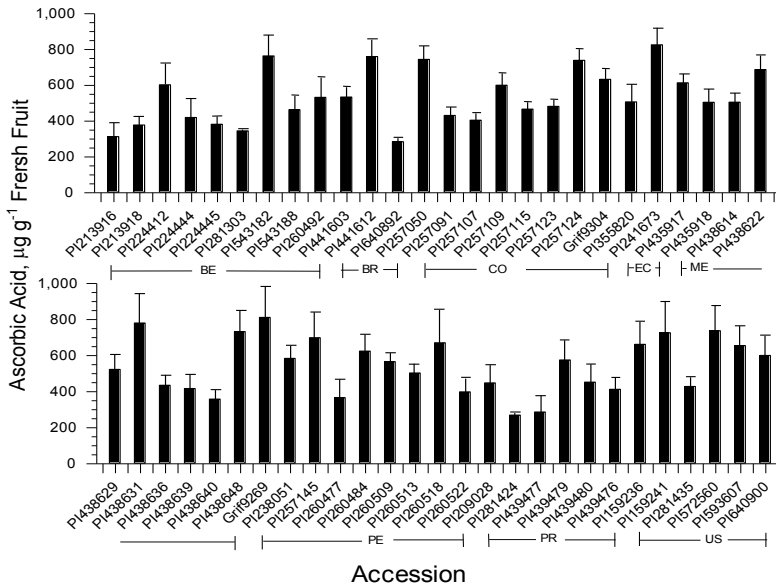 Ascorbic Acid, μg g-1 Frersh Fruit
1,000
800
600
400
200
0
PI213916
PI213918
PI224412
PI224444
PI224445
PI281303
PI543182
PI543188
PI260492
PI441603
PI441612
PI640892
PI257050
PI257091
PI257107
PI257109
PI257115
PI257123
PI257124
Grif9304
PI355820
PI241673
PI435917
PI435918
PI438614
PI438622
BE
BR
CO
EC
ME
1,000
800
600
400
200
0
PI438629
PI438631
PI438636
PI438639
PI438640
PI438648
Grif9269
PI238051
PI257145
PI260477
PI260484
PI260509
PI260513
PI260518
PI260522
PI209028
PI281424
PI439477
PI439479
PI439480
PI439476
PI159236
PI159241
PI281435
PI572560
PI593607
PI640900
PE
PR
US
Accession